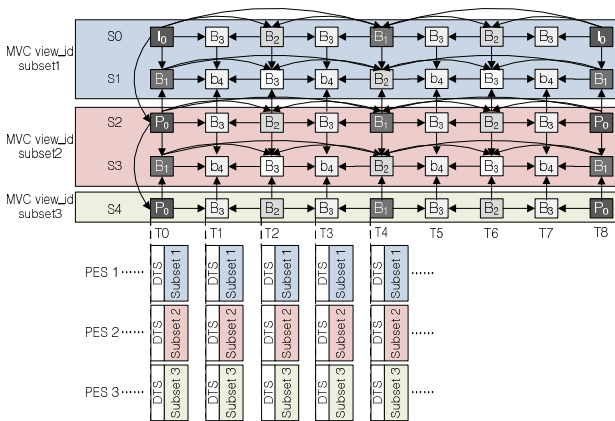 MVC view_id subset1
S0 I0 B3 B2 B3 B1 B3 B2 B3 I0
S1 B1 b4 B3 b4 B2 b4 B3 b4 B1
MVC view_id subset2
S2 P0 B3 B2 B3 B1 B3 B2 B3 P0
S3 B1 b4 B3 b4 B2 b4 B3 b4 B1
MVC view_id subset3
S4 P0 B3 B2 B3 B1 B3 B2 B3 P0
T0 T1 T2 T3 T4 T5 T6 T7 T8
PES 1 ...... DTS Subset 1 DTS Subset 1 DTS Subset 1 DTS Subset 1 DTS Subset 1 ......
PES 2 ...... DTS Subset 2 DTS Subset 2 DTS Subset 2 DTS Subset 2 DTS Subset 2 ......
PES 3 ...... DTS Subset 3 DTS Subset 3 DTS Subset 3 DTS Subset 3 DTS Subset 3 ......